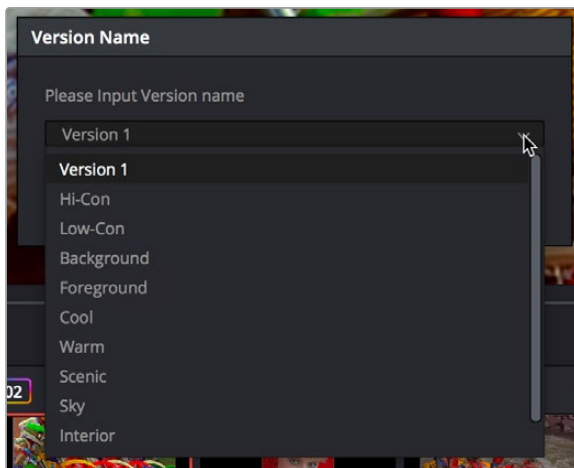 Version Name
Please Input Version name
Version 1
Version 1
Hi-Con
Low-Con
Background
Foreground
Cool
Warm
Scenic
02
Sky
Interior